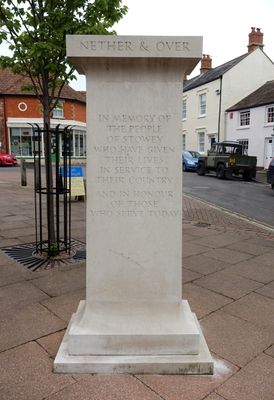 NETHER & OVER
IN MEMORY OF
THE PEOPLE
OF STOWEY
WHO HAVE GIVEN
THEIR LIVES
IN SERVICE TO
THEIR COUNTRY
AND IN HONOUR
OF THOSE
WHO SERVE TODAY